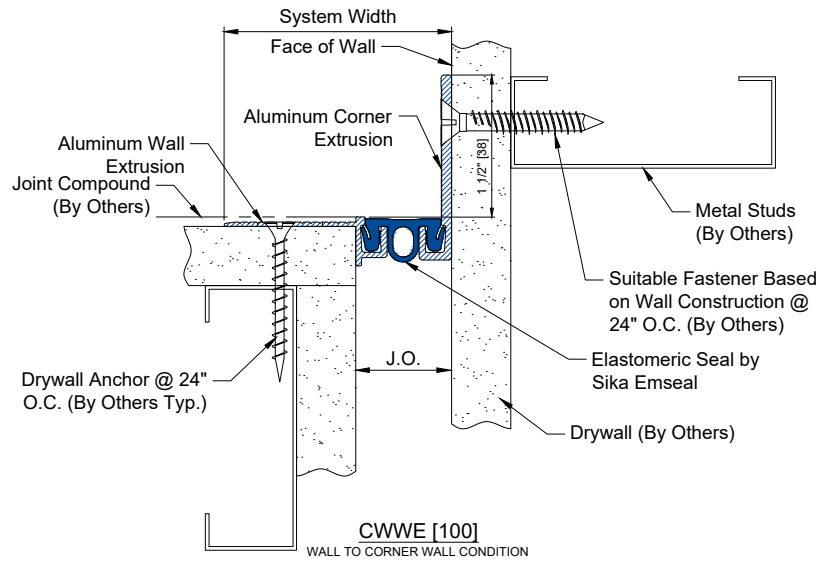 System Width
Face of Wall
Aluminum Corner
Extrusion
Aluminum Wall
Extrusion
Joint Compound
(By Others)
1 1/2" [38]
Metal Studs
(By Others)
Suitable Fastener Based
on Wall Construction @
24" O.C. (By Others)
J.O.
Elastomeric Seal by
Sika Emseal
Drywall Anchor @ 24"
O.C. (By Others Typ.)
Drywall (By Others)
CWWE [100]
WALL TO CORNER WALL CONDITION